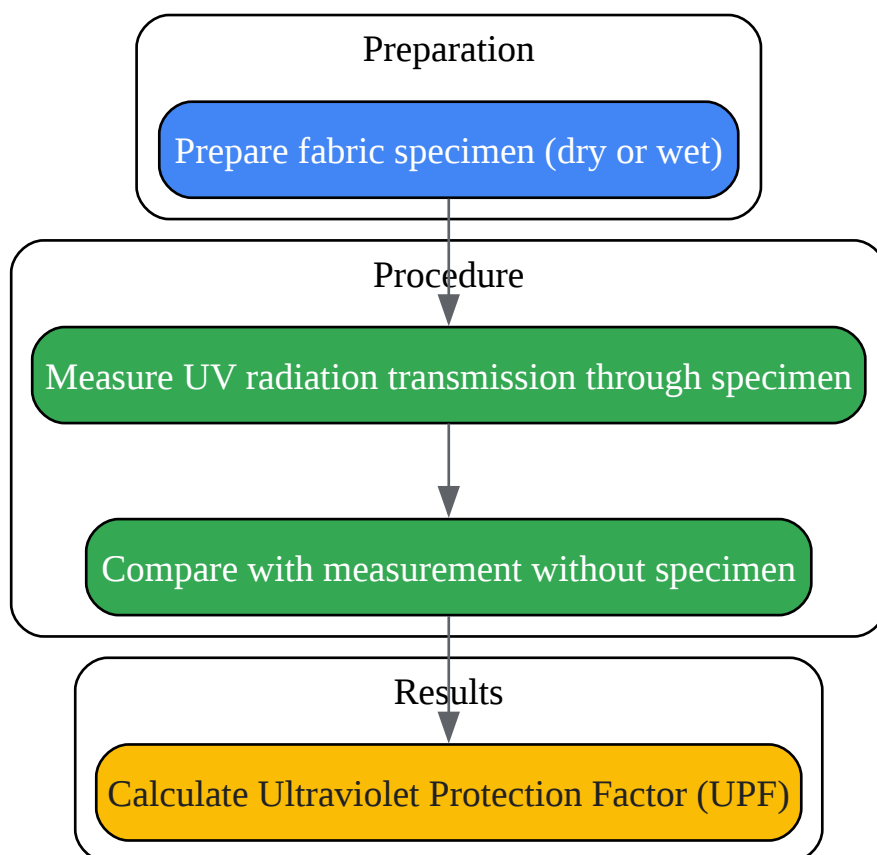 Preparation
Prepare fabric specimen (dry or wet)
Procedure
Measure UV radiation transmission through specimen
Compare with measurement without specimen
Results
Calculate Ultraviolet Protection Factor (UPF)